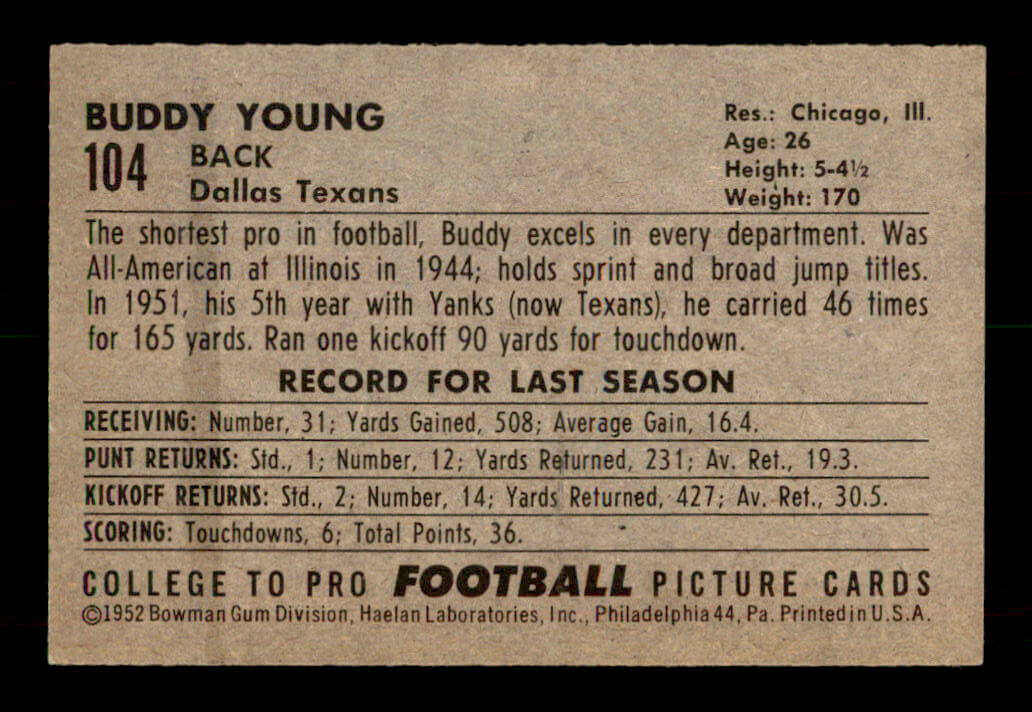 BUDDY YOUNG
104 BACK
Dallas Texans
Res.: Chicago, Ill.
Age: 26
Height: 5-4½
Weight: 170
The shortest pro in football, Buddy excels in every department. Was
All-American at Illinois in 1944; holds sprint and broad jump titles.
In 1951, his 5th year with Yanks (now Texans), he carried 46 times
for 165 yards. Ran one kickoff 90 yards for touchdown.
RECORD FOR LAST SEASON
RECEIVING: Number, 31; Yards Gained, 508; Average Gain, 16.4.
PUNT RETURNS: Std., 1; Number, 12; Yards Returned, 231; Av. Ret., 19.3.
KICKOFF RETURNS: Std., 2; Number, 14; Yards Returned, 427; Av. Ret., 30.5.
SCORING: Touchdowns, 6; Total Points, 36.
COLLEGE TO PRO FOOTBALL PICTURE CARDS
©1952 Bowman Gum Division, Haelan Laboratories, Inc., Philadelphia 44, Pa. Printed in U.S.A.